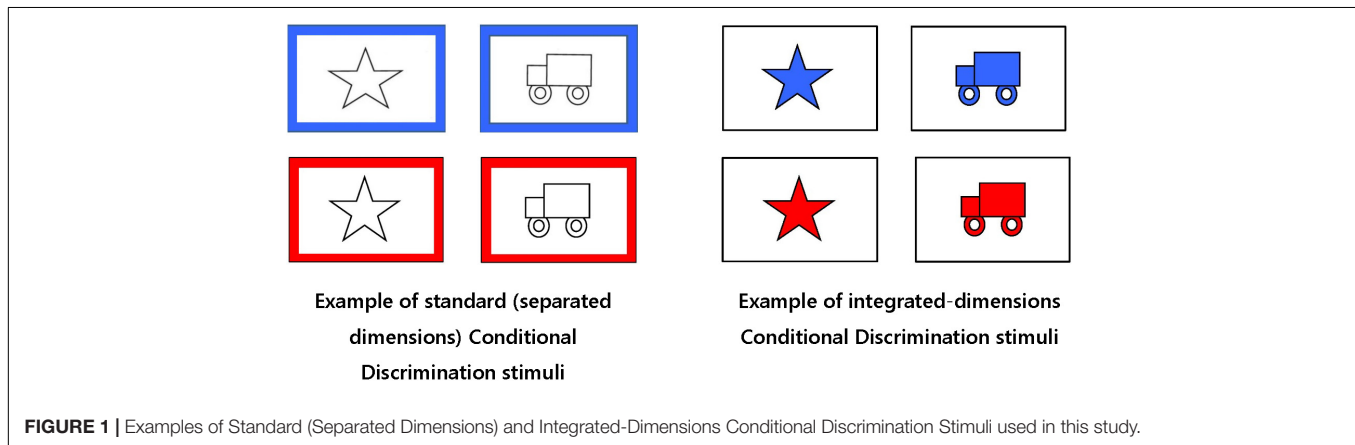 Example of standard (separated
dimensions) Conditional
Discrimination stimuli
Example of integrated-dimensions
Conditional Discrimination stimuli
FIGURE 1 | Examples of Standard (Separated Dimensions) and Integrated-Dimensions Conditional Discrimination Stimuli used in this study.